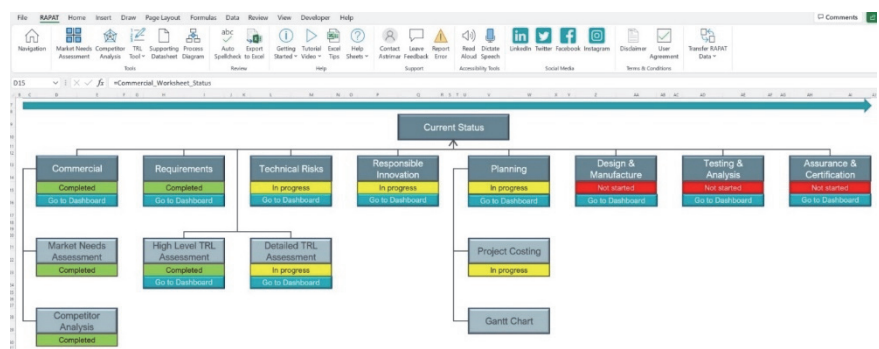 File RAPAT Home Insert Draw Page Layout Formulas Data Review View Developer Help Comments
Navigation
Market Needs Assessment
Competitor Analysis
TRL Tool
Supporting Datasheet
Process Diagram
abc
Auto Spellcheck
Export to Excel
Getting Started
Tutorial Video
Excel Tips
Help Sheets
Contact Astrimar
Leave Feedback
Report Error
Read Aloud
Dictate Speech
LinkedIn Twitter Facebook Instagram
Disclaimer
User Agreement
Transfer RAPAT Data
Tools Review Help Support Accessibility Tools Social Media Terms & Conditions
D15 fx =Commercial_Worksheet_Status
Current Status
Commercial
Completed
Go to Dashboard
Requirements
Completed
Go to Dashboard
Technical Risks
In progress
Go to Dashboard
Responsible
Innovation
In progress
Go to Dashboard
Planning
In progress
Go to Dashboard
Design &
Manufacture
Not started
Go to Dashboard
Testing &
Analysis
Not started
Go to Dashboard
Assurance &
Certification
Not started
Go to Dashboard
Market Needs
Assessment
Completed
High Level TRL
Assessment
Completed
Go to Dashboard
Detailed TRL
Assessment
In progress
Go to Dashboard
Project Costing
In progress
Competitor
Analysis
Completed
Gantt Chart